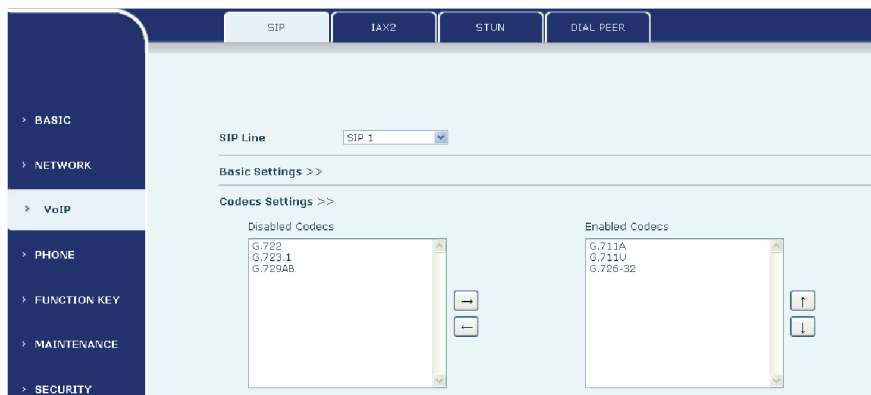 SIP IAX2 STUN DIAL PEER
> BASIC
> NETWORK
> VoIP
> PHONE
> FUNCTION KEY
> MAINTENANCE
> SECURITY
SIP Line SIP 1
Basic Settings >>
Codecs Settings >>
Disabled Codecs
G.722
G.723.1
G.729AB
→
←
Enabled Codecs
G.711A
G.711U
G.726-32
↑
↓